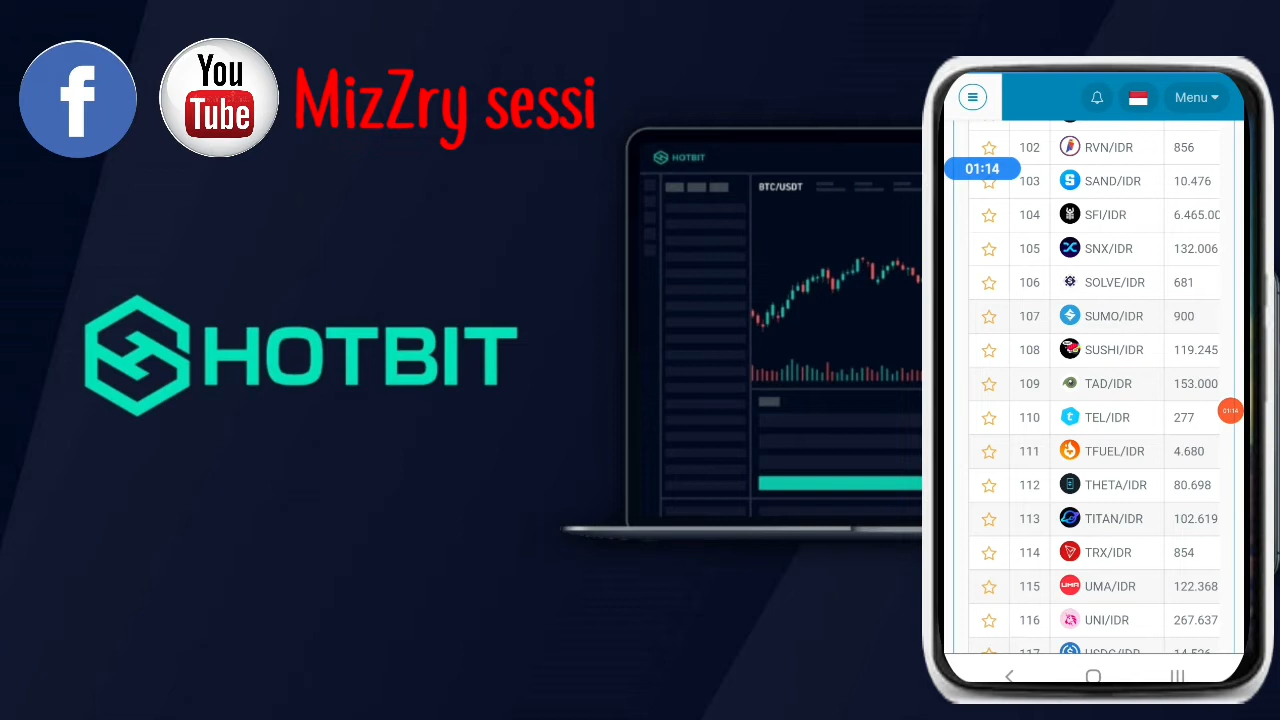 f
You
Tube
MizZry sessi
HOTBIT
HOTBIT
BTC/USDT
Menu
01:14
102 RVN/IDR 856
103 SAND/IDR 10.476
104 SFI/IDR 6.465.00
105 SNX/IDR 132.006
106 SOLVE/IDR 681
107 SUMO/IDR 900
108 SUSHI/IDR 119.245
109 TAD/IDR 153.000
110 TEL/IDR 277
01:14
111 TFUEL/IDR 4.680
112 THETA/IDR 80.698
113 TITAN/IDR 102.619
114 TRX/IDR 854
115 UMA/IDR 122.368
116 UNI/IDR 267.637